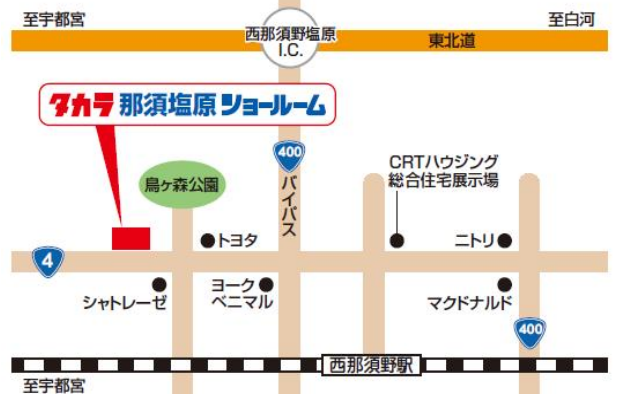 至宇都宮
至白河
西那須野塩原
I.C.
東北道
タカラ 那須塩原 ショールーム
400
バイパス
CRTハウジング
総合住宅展示場
烏ヶ森公園
トヨタ
ニトリ
4
シャトレーゼ
ヨーク
ベニマル
マクドナルド
400
西那須野駅
至宇都宮